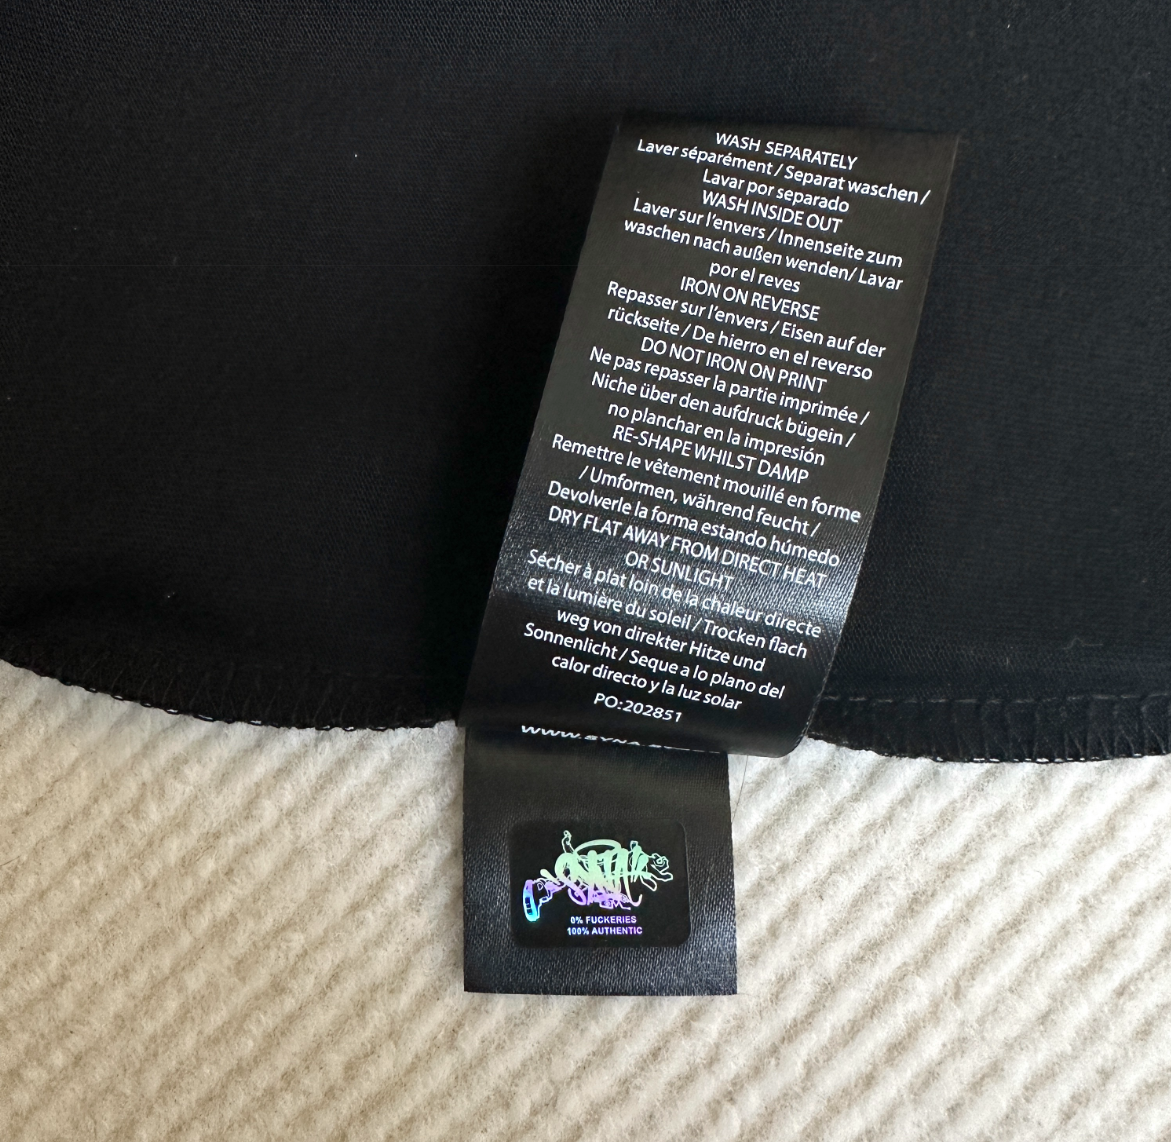 WASH SEPARATELY
Laver séparément / Separat waschen /
Lavar por separado
WASH INSIDE OUT
Laver sur l'envers / Innenseite zum
waschen nach außen wenden/ Lavar
por el reves
IRON ON REVERSE
Repasser sur l'envers / Eisen auf der
rückseite / De hierro en el reverso
DO NOT IRON ON PRINT
Ne pas repasser la partie imprimée /
Niche über den aufdruck bügein /
no planchar en la impresión
RE-SHAPE WHILST DAMP
Remettre le vêtement mouillé en forme
/ Umformen, während feucht /
Devolverle la forma estando húmedo
DRY FLAT AWAY FROM DIRECT HEAT
OR SUNLIGHT
Sécher à plat loin de la chaleur directe
et la lumière du soleil / Trocken flach
weg von direkter Hitze und
Sonnenlicht / Seque a lo plano del
calor directo y la luz solar
PO:202851
0% FUCKERIES
100% AUTHENTIC